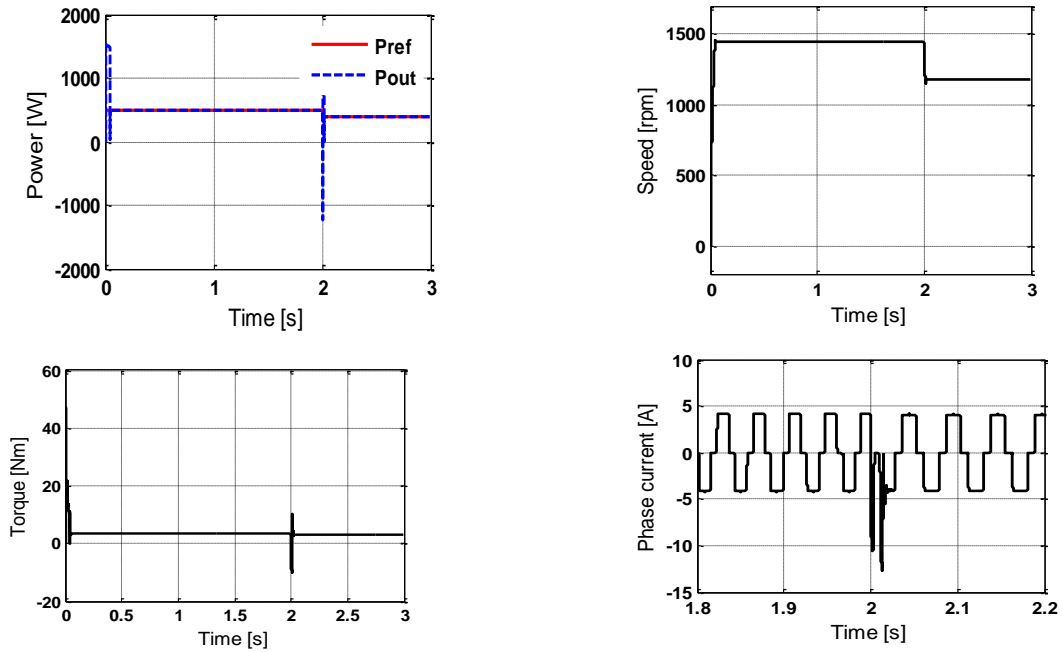 2000
1000
0
-1000
-2000
Power [W]
Pref
Pout
0 1 2 3
Time [s]
1500
1000
500
0
Speed [rpm]
0 1 2 3
Time [s]
60
40
20
0
-20
Torque [Nm]
0 0.5 1 1.5 2 2.5 3
Time [s]
10
5
0
-5
-10
-15
Phase current [A]
1.8 1.9 2 2.1 2.2
Time [s]